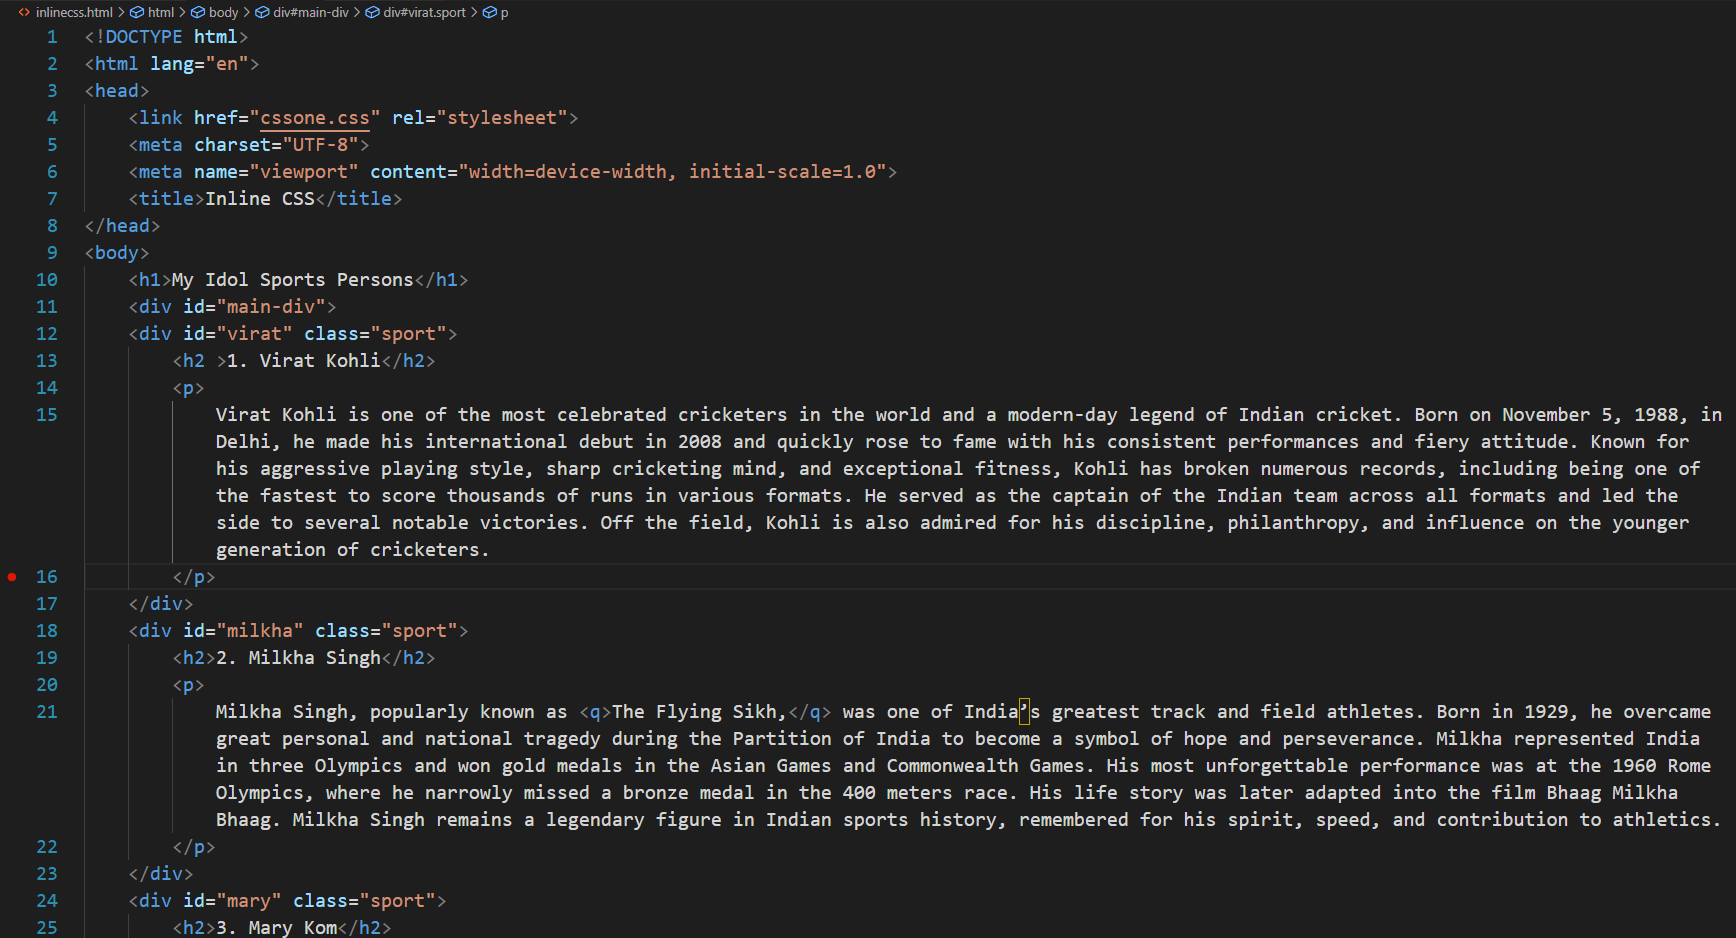 inlinecss.html > html > body > div#main-div > div#virat.sport > p
1 <!DOCTYPE html>
2 <html lang="en">
3 <head>
4 <link href="cssone.css" rel="stylesheet">
5 <meta charset="UTF-8">
6 <meta name="viewport" content="width=device-width, initial-scale=1.0">
7 <title>Inline CSS</title>
8 </head>
9 <body>
10 <h1>My Idol Sports Persons</h1>
11 <div id="main-div">
12 <div id="virat" class="sport">
13 <h2 >1. Virat Kohli</h2>
14 <p>
15 Virat Kohli is one of the most celebrated cricketers in the world and a modern-day legend of Indian cricket. Born on November 5, 1988, in
Delhi, he made his international debut in 2008 and quickly rose to fame with his consistent performances and fiery attitude. Known for
his aggressive playing style, sharp cricketing mind, and exceptional fitness, Kohli has broken numerous records, including being one of
the fastest to score thousands of runs in various formats. He served as the captain of the Indian team across all formats and led the
side to several notable victories. Off the field, Kohli is also admired for his discipline, philanthropy, and influence on the younger
generation of cricketers.
16 </p>
17 </div>
18 <div id="milkha" class="sport">
19 <h2>2. Milkha Singh</h2>
20 <p>
21 Milkha Singh, popularly known as <q>The Flying Sikh,</q> was one of India’s greatest track and field athletes. Born in 1929, he overcame
great personal and national tragedy during the Partition of India to become a symbol of hope and perseverance. Milkha represented India
in three Olympics and won gold medals in the Asian Games and Commonwealth Games. His most unforgettable performance was at the 1960 Rome
Olympics, where he narrowly missed a bronze medal in the 400 meters race. His life story was later adapted into the film Bhaag Milkha
Bhaag. Milkha Singh remains a legendary figure in Indian sports history, remembered for his spirit, speed, and contribution to athletics.
22 </p>
23 </div>
24 <div id="mary" class="sport">
25 <h2>3. Mary Kom</h2>